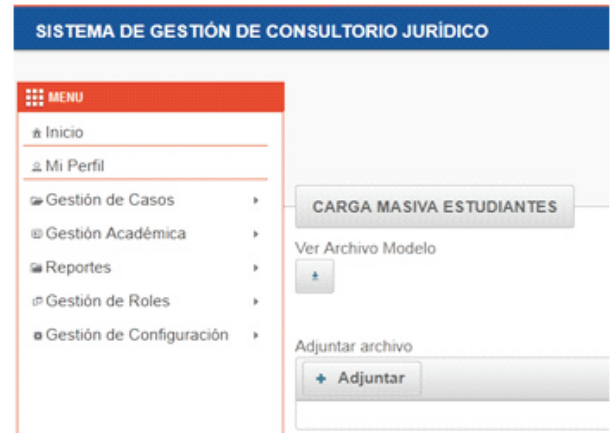 SISTEMA DE GESTIÓN DE CONSULTORIO JURÍDICO
MENU
Inicio
Mi Perfil
Gestión de Casos
Gestión Académica
Reportes
Gestión de Roles
Gestión de Configuración
CARGA MASIVA ESTUDIANTES
Ver Archivo Modelo
Adjuntar archivo
+ Adjuntar